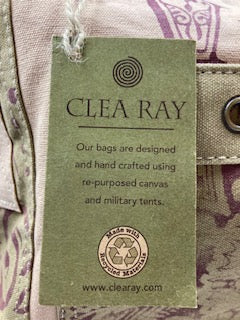 CLEA RAY
Our bags are designed
and hand crafted using
re-purposed canvas
and military tents.
Made with
Recycled Materials
www.clearay.com